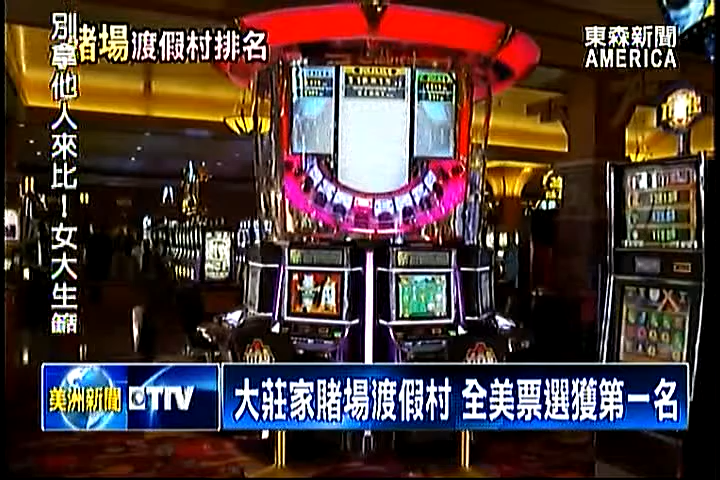 賭場渡假村排名
東森新聞
AMERICA
別拿他人來比!女大生籲
美洲新聞
ETTV
大莊家賭場渡假村 全美票選獲第一名